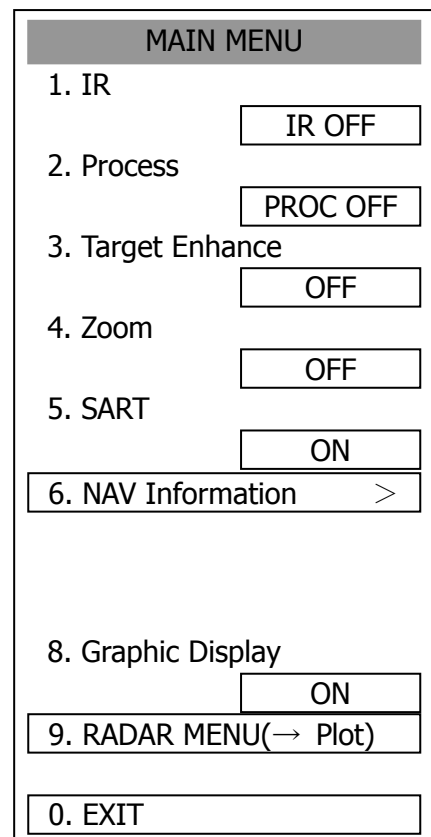 MAIN MENU
1. IR
IR OFF
2. Process
PROC OFF
3. Target Enhance
OFF
4. Zoom
OFF
5. SART
ON
6. NAV Information >
8. Graphic Display
ON
9. RADAR MENU(→ Plot)
0. EXIT